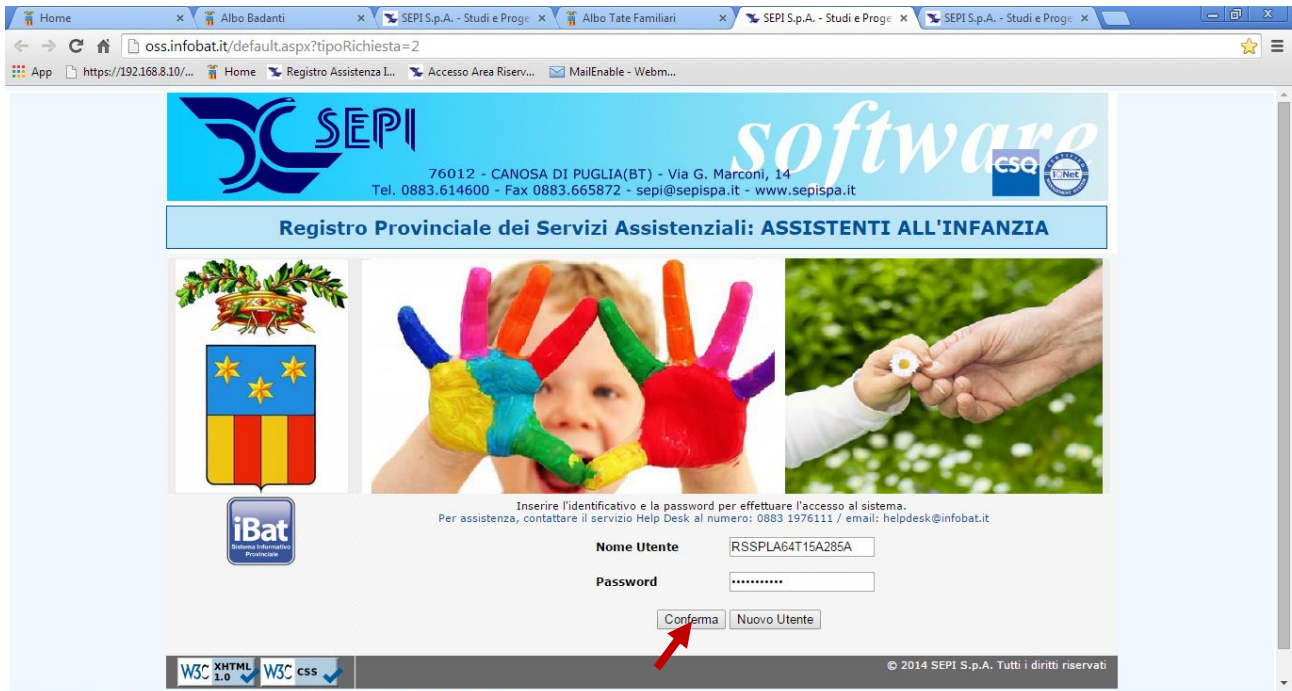 Home
Albo Badanti
SEPI S.p.A. - Studi e Proge
Albo Tate Familiari
SEPI S.p.A. - Studi e Proge
SEPI S.p.A. - Studi e Proge
oss.infobat.it/default.aspx?tipoRichiesta=2
App https://192.168.8.10/... Home Registro Assistenza I... Accesso Area Riserv... MailEnable - Webm...
SEPI
software
76012 - CANOSA DI PUGLIA(BT) - Via G. Marconi, 14
Tel. 0883.614600 - Fax 0883.665872 - sepi@sepispa.it - www.sepispa.it
CSQ
IQNet
Registro Provinciale dei Servizi Assistenziali: ASSISTENTI ALL'INFANZIA
iBat
Sistema Informativo
Provinciale
Inserire l'identificativo e la password per effettuare l'accesso al sistema.
Per assistenza, contattare il servizio Help Desk al numero: 0883 1976111 / email: helpdesk@infobat.it
Nome Utente RSSPLA64T15A285A
Password •••••••••••
Conferma Nuovo Utente
W3C XHTML 1.0 W3C css
© 2014 SEPI S.p.A. Tutti i diritti riservati